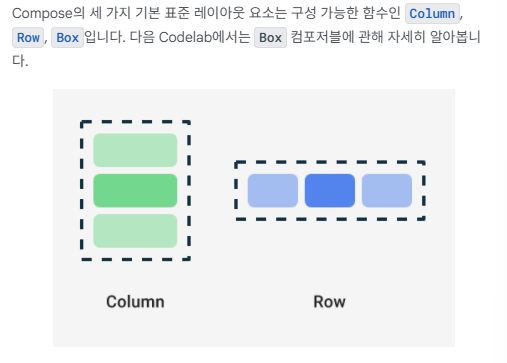 Compose의 세 가지 기본 표준 레이아웃 요소는 구성 가능한 함수인 Column,
Row, Box입니다. 다음 Codelab에서는 Box 컴포저블에 관해 자세히 알아봅니
다.
Column
Row